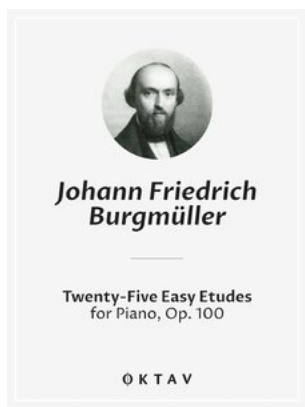 Johann Friedrich
Burgmüller
Twenty-Five Easy Etudes
for Piano, Op. 100
OKTAV